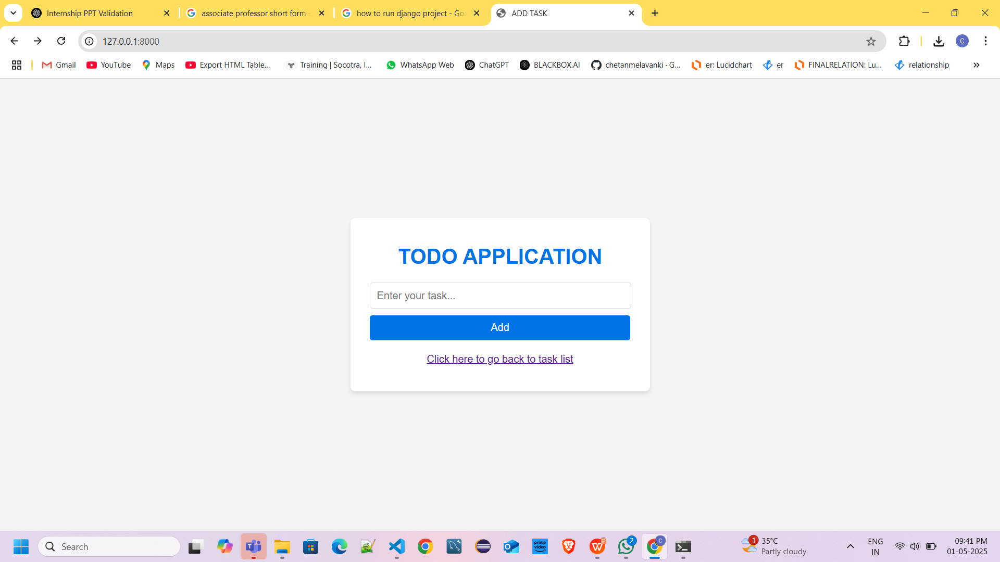 Internship PPT Validation
associate professor short form -
how to run django project - Goo
ADD TASK
127.0.0.1:8000
C
Gmail
YouTube
Maps
Export HTML Table...
Training | Socotra, I...
WhatsApp Web
ChatGPT
BLACKBOX.AI
chetanmelavanki · G...
er: Lucidchart
er
FINALRELATION: Lu...
relationship
TODO APPLICATION
Enter your task...
Add
Click here to go back to task list
Search
prime
video
2
C
1
35°C
Partly cloudy
ENG
IN
09:41 PM
01-05-2025